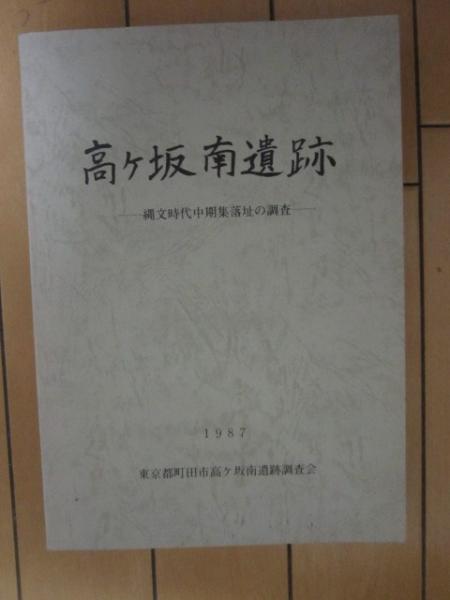 高ヶ坂南遺跡
──縄文時代中期集落址の調査──
1987
東京都町田市高ケ坂南遺跡調査会